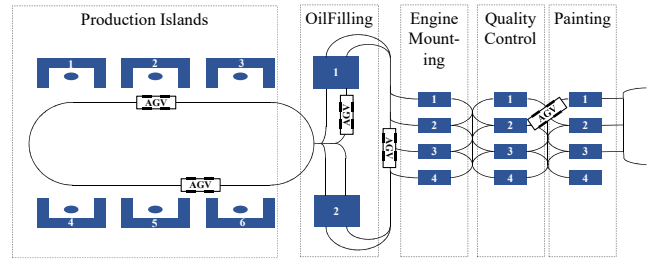 Production Islands
OilFilling
Engine
Mount-
ing
Quality
Control
Painting
1 2 3
AGV
AGV
4 5 6
1
AGV
2
AGV
1
2
3
4
1
2
3
4
AGV
1
2
3
4